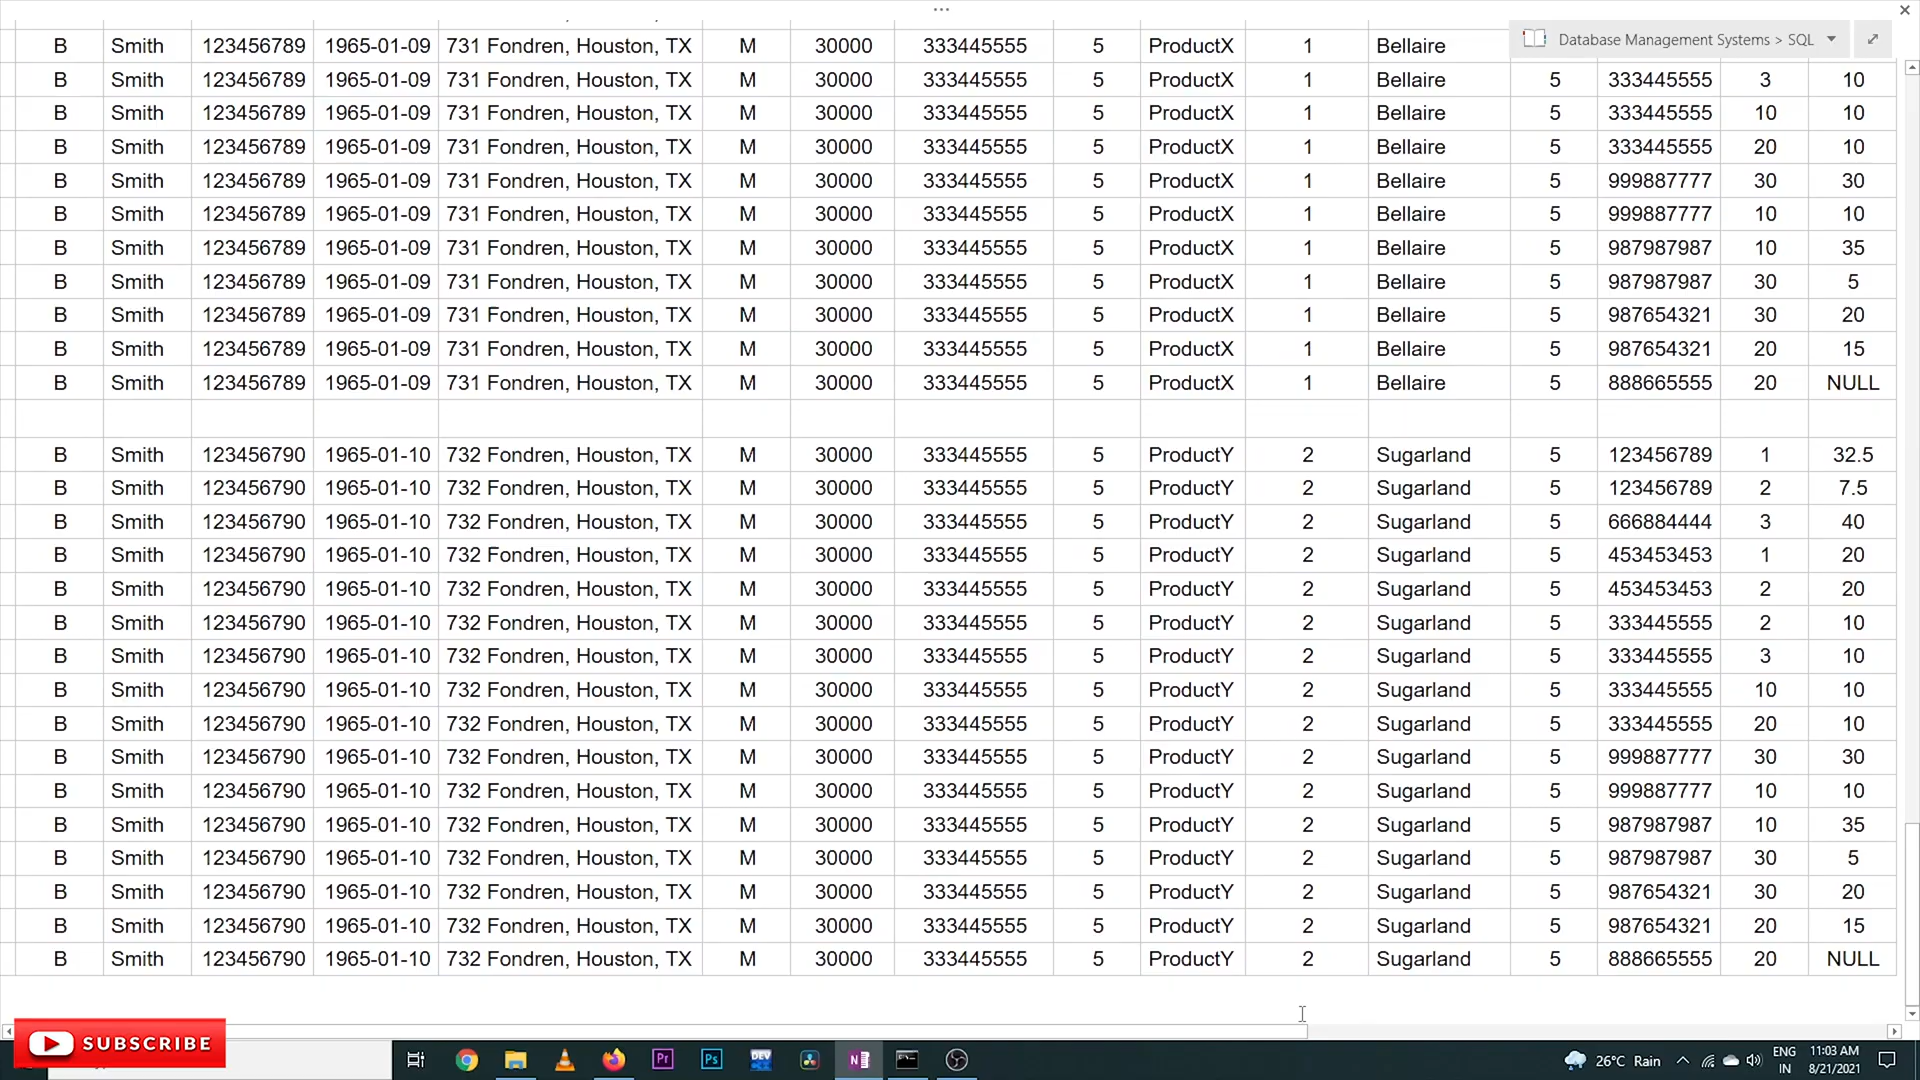 Database Management Systems > SQL
B Smith 123456789 1965-01-09 731 Fondren, Houston, TX M 30000 333445555 5 ProductX 1 Bellaire
B Smith 123456789 1965-01-09 731 Fondren, Houston, TX M 30000 333445555 5 ProductX 1 Bellaire 5 333445555 3 10
B Smith 123456789 1965-01-09 731 Fondren, Houston, TX M 30000 333445555 5 ProductX 1 Bellaire 5 333445555 10 10
B Smith 123456789 1965-01-09 731 Fondren, Houston, TX M 30000 333445555 5 ProductX 1 Bellaire 5 333445555 20 10
B Smith 123456789 1965-01-09 731 Fondren, Houston, TX M 30000 333445555 5 ProductX 1 Bellaire 5 999887777 30 30
B Smith 123456789 1965-01-09 731 Fondren, Houston, TX M 30000 333445555 5 ProductX 1 Bellaire 5 999887777 10 10
B Smith 123456789 1965-01-09 731 Fondren, Houston, TX M 30000 333445555 5 ProductX 1 Bellaire 5 987987987 10 35
B Smith 123456789 1965-01-09 731 Fondren, Houston, TX M 30000 333445555 5 ProductX 1 Bellaire 5 987987987 30 5
B Smith 123456789 1965-01-09 731 Fondren, Houston, TX M 30000 333445555 5 ProductX 1 Bellaire 5 987654321 30 20
B Smith 123456789 1965-01-09 731 Fondren, Houston, TX M 30000 333445555 5 ProductX 1 Bellaire 5 987654321 20 15
B Smith 123456789 1965-01-09 731 Fondren, Houston, TX M 30000 333445555 5 ProductX 1 Bellaire 5 888665555 20 NULL
B Smith 123456790 1965-01-10 732 Fondren, Houston, TX M 30000 333445555 5 ProductY 2 Sugarland 5 123456789 1 32.5
B Smith 123456790 1965-01-10 732 Fondren, Houston, TX M 30000 333445555 5 ProductY 2 Sugarland 5 123456789 2 7.5
B Smith 123456790 1965-01-10 732 Fondren, Houston, TX M 30000 333445555 5 ProductY 2 Sugarland 5 666884444 3 40
B Smith 123456790 1965-01-10 732 Fondren, Houston, TX M 30000 333445555 5 ProductY 2 Sugarland 5 453453453 1 20
B Smith 123456790 1965-01-10 732 Fondren, Houston, TX M 30000 333445555 5 ProductY 2 Sugarland 5 453453453 2 20
B Smith 123456790 1965-01-10 732 Fondren, Houston, TX M 30000 333445555 5 ProductY 2 Sugarland 5 333445555 2 10
B Smith 123456790 1965-01-10 732 Fondren, Houston, TX M 30000 333445555 5 ProductY 2 Sugarland 5 333445555 3 10
B Smith 123456790 1965-01-10 732 Fondren, Houston, TX M 30000 333445555 5 ProductY 2 Sugarland 5 333445555 10 10
B Smith 123456790 1965-01-10 732 Fondren, Houston, TX M 30000 333445555 5 ProductY 2 Sugarland 5 333445555 20 10
B Smith 123456790 1965-01-10 732 Fondren, Houston, TX M 30000 333445555 5 ProductY 2 Sugarland 5 999887777 30 30
B Smith 123456790 1965-01-10 732 Fondren, Houston, TX M 30000 333445555 5 ProductY 2 Sugarland 5 999887777 10 10
B Smith 123456790 1965-01-10 732 Fondren, Houston, TX M 30000 333445555 5 ProductY 2 Sugarland 5 987987987 10 35
B Smith 123456790 1965-01-10 732 Fondren, Houston, TX M 30000 333445555 5 ProductY 2 Sugarland 5 987987987 30 5
B Smith 123456790 1965-01-10 732 Fondren, Houston, TX M 30000 333445555 5 ProductY 2 Sugarland 5 987654321 30 20
B Smith 123456790 1965-01-10 732 Fondren, Houston, TX M 30000 333445555 5 ProductY 2 Sugarland 5 987654321 20 15
B Smith 123456790 1965-01-10 732 Fondren, Houston, TX M 30000 333445555 5 ProductY 2 Sugarland 5 888665555 20 NULL
SUBSCRIBE
Pr
Ps
DEV
N
26°C Rain
ENG
IN
11:03 AM
8/21/2021